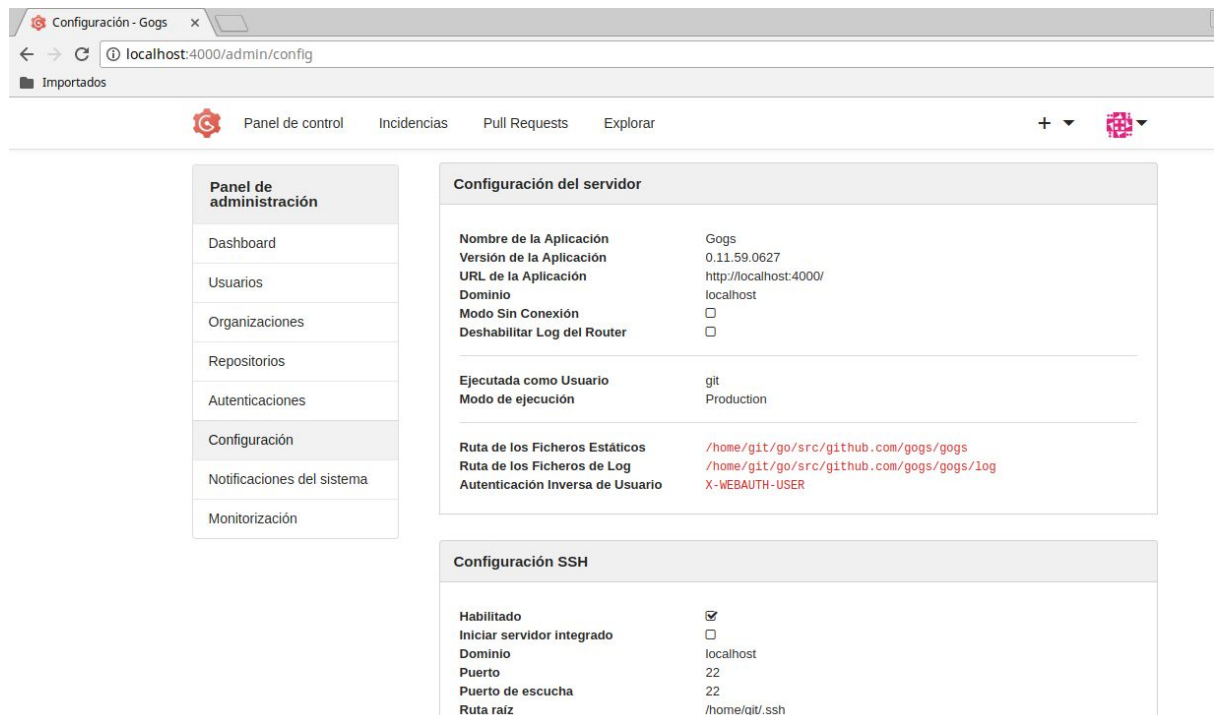 Configuración - Gogs
localhost:4000/admin/config
Importados
Panel de control Incidencias Pull Requests Explorar
Panel de
administración
Dashboard
Usuarios
Organizaciones
Repositorios
Autenticaciones
Configuración
Notificaciones del sistema
Monitorización
Configuración del servidor
Nombre de la Aplicación Gogs
Versión de la Aplicación 0.11.59.0627
URL de la Aplicación http://localhost:4000/
Dominio localhost
Modo Sin Conexión
Deshabilitar Log del Router
Ejecutada como Usuario git
Modo de ejecución Production
Ruta de los Ficheros Estáticos /home/git/go/src/github.com/gogs/gogs
Ruta de los Ficheros de Log /home/git/go/src/github.com/gogs/gogs/log
Autenticación Inversa de Usuario X-WEBAUTH-USER
Configuración SSH
Habilitado
Iniciar servidor integrado
Dominio localhost
Puerto 22
Puerto de escucha 22
Ruta raíz /home/git/.ssh